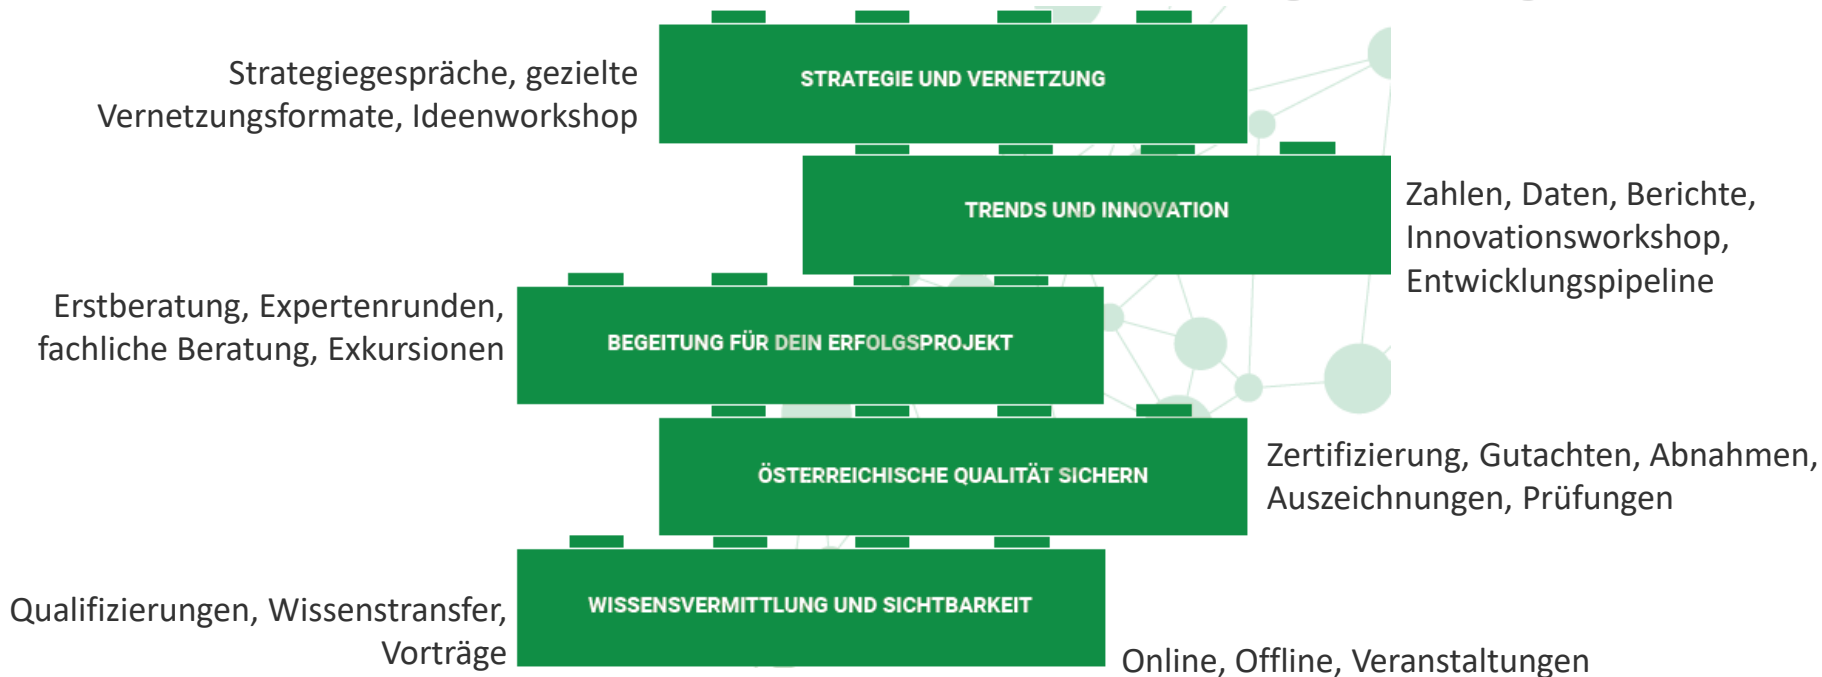 Strategiegespräche, gezielte
Vernetzungsformate, Ideenworkshop
STRATEGIE UND VERNETZUNG
TRENDS UND INNOVATION
Zahlen, Daten, Berichte,
Innovationsworkshop,
Entwicklungspipeline
Erstberatung, Expertenrunden,
fachliche Beratung, Exkursionen
BEGEITUNG FÜR DEIN ERFOLGSPROJEKT
ÖSTERREICHISCHE QUALITÄT SICHERN
Zertifizierung, Gutachten, Abnahmen,
Auszeichnungen, Prüfungen
Qualifizierungen, Wissenstransfer,
Vorträge
WISSENSVERMITTLUNG UND SICHTBARKEIT
Online, Offline, Veranstaltungen